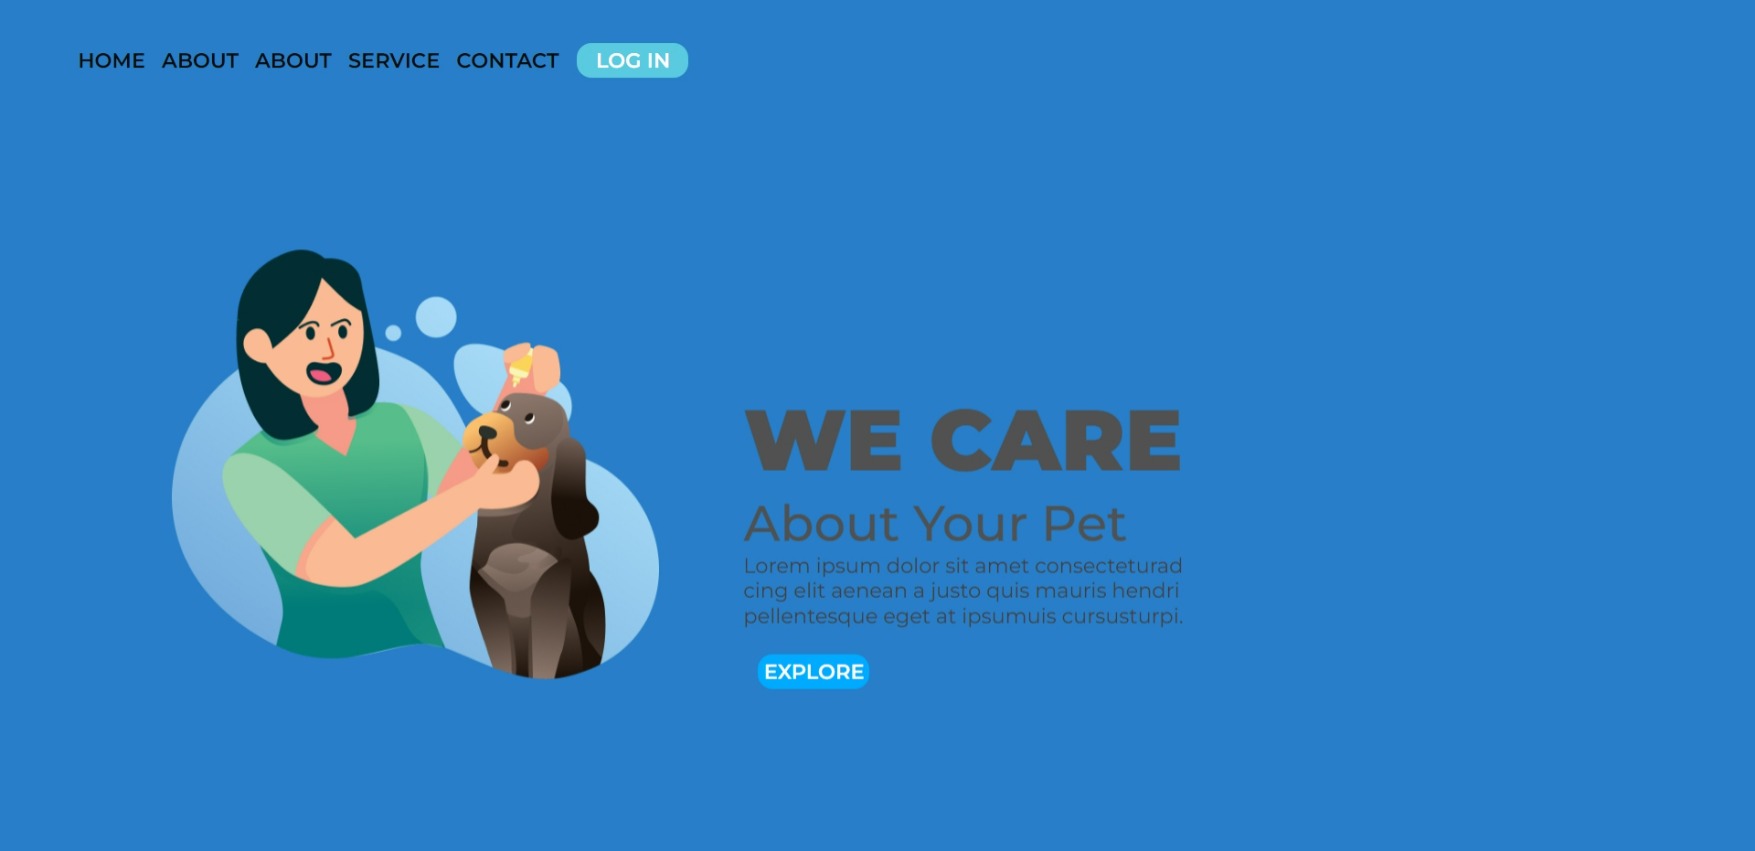 HOME ABOUT ABOUT SERVICE CONTACT LOG IN
WE CARE
About Your Pet
Lorem ipsum dolor sit amet consecteturad
cing elit aenean a justo quis mauris hendri
pellentesque eget at ipsumuis cursusturpi.
EXPLORE